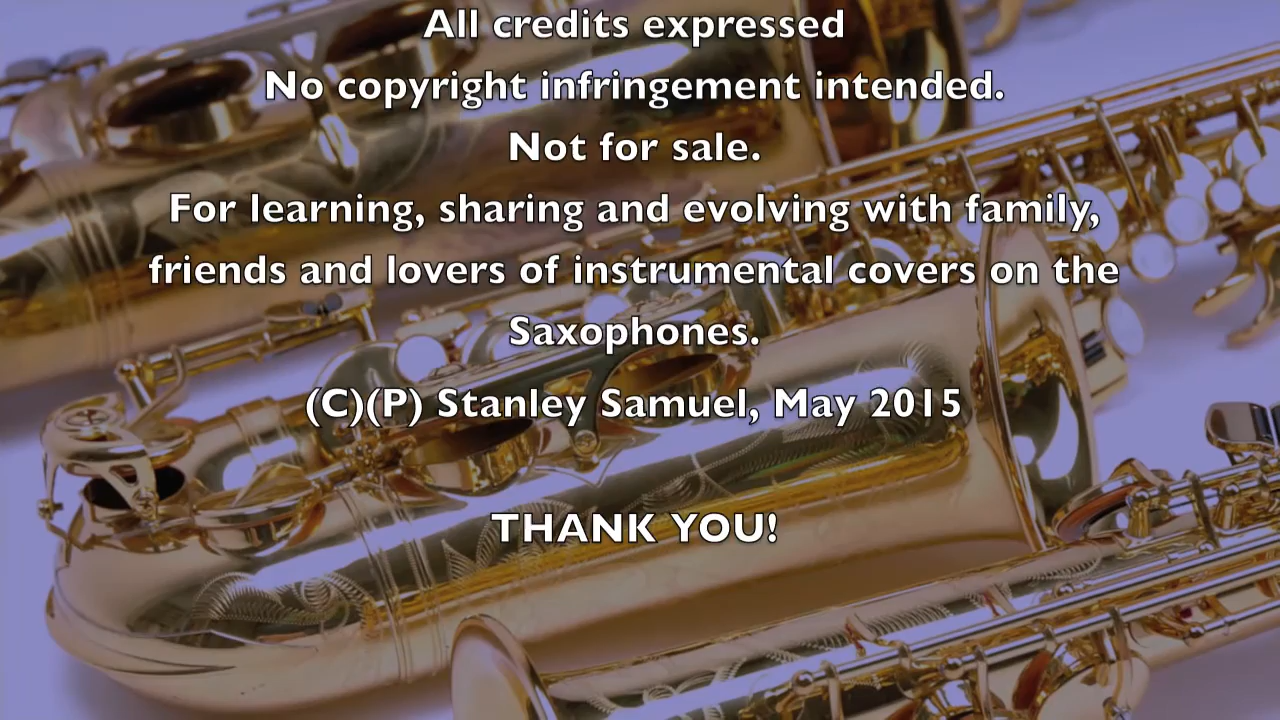 All credits expressed
No copyright infringement intended.
Not for sale.
For learning, sharing and evolving with family,
friends and lovers of instrumental covers on the
Saxophones.
(C)(P) Stanley Samuel, May 2015
THANK YOU!